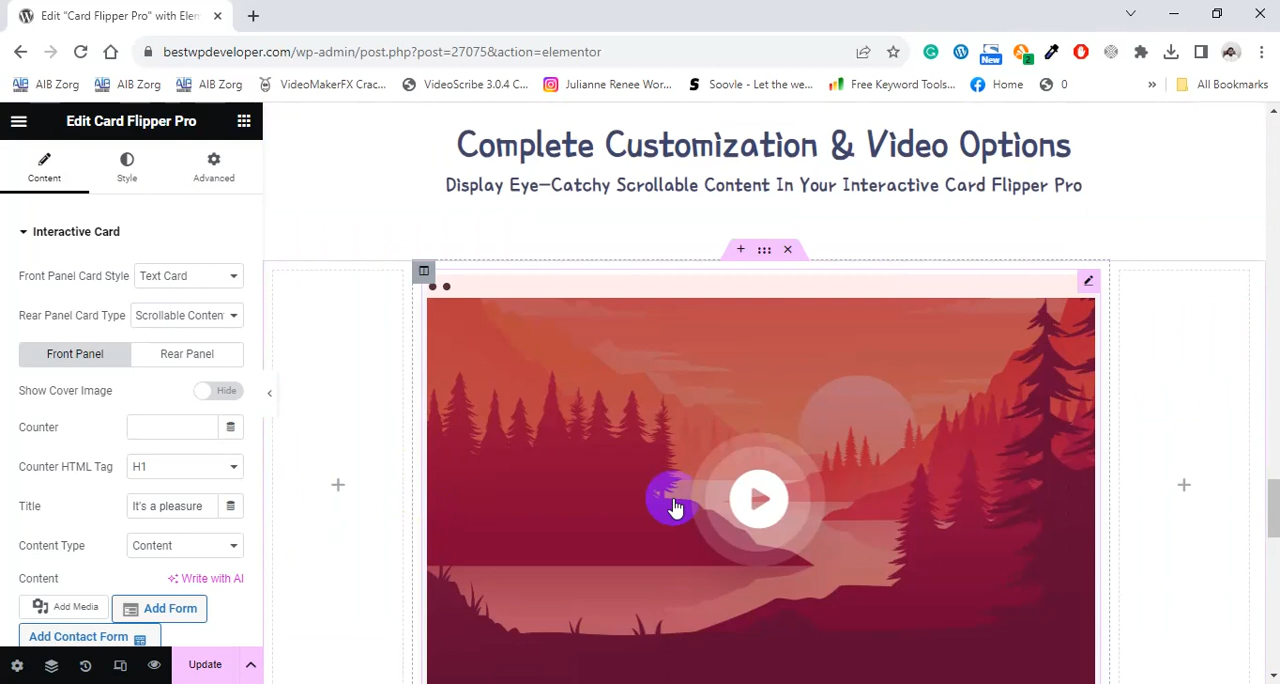 Edit "Card Flipper Pro" with Elem
bestwpdeveloper.com/wp-admin/post.php?post=27075&action=elementor
New
2
AIB Zorg
AIB Zorg
AIB Zorg
VideoMakerFX Crac...
VideoScribe 3.0.4 C...
Julianne Renee Wor...
Soovle - Let the we...
Free Keyword Tools...
Home
0
»
All Bookmarks
Edit Card Flipper Pro
Content
Style
Advanced
Interactive Card
Front Panel Card Style
Text Card
Rear Panel Card Type
Scrollable Conten
Front Panel
Rear Panel
Show Cover Image
Hide
Counter
Counter HTML Tag
H1
Title
It's a pleasure
Content Type
Content
Content
Write with AI
Add Media
Add Form
Add Contact Form
Update
Complete Customization & Video Options
Display Eye-Catchy Scrollable Content In Your Interactive Card Flipper Pro